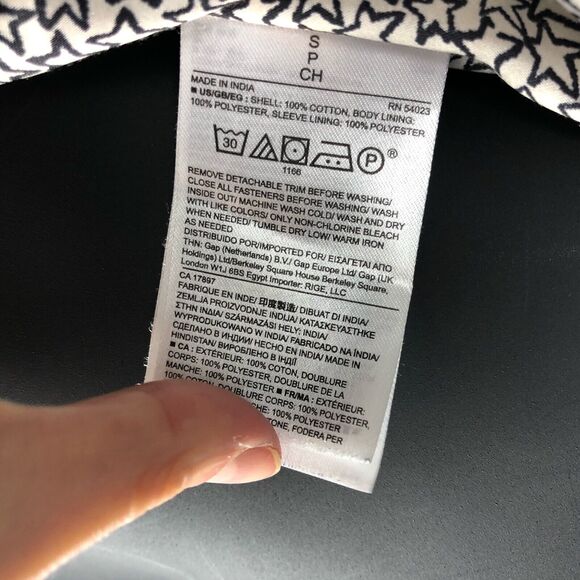 S
P
CH
MADE IN INDIA RN 54023
■ US/GB/EG : SHELL: 100% COTTON, BODY LINING:
100% POLYESTER, SLEEVE LINING: 100% POLYESTER
30 P ®
1166
REMOVE DETACHABLE TRIM BEFORE WASHING/
CLOSE ALL FASTENERS BEFORE WASHING/ WASH
INSIDE OUT/ MACHINE WASH COLD/ WASH AND DRY
WITH LIKE COLORS/ ONLY NON-CHLORINE BLEACH
WHEN NEEDED/ TUMBLE DRY LOW/ WARM IRON
AS NEEDED
DISTRIBUIDO POR/IMPORTED FOR/ ΕΙΣΑΓΕΤΑΙ ΑΠΟ
ΤΗΝ: Gap (Netherlands) B.V./ Gap Europe Ltd/ Gap (UK
Holdings) Ltd/Berkeley Square House Berkeley Square,
London W1J 6BS Egypt Importer: RIGE, LLC
CA 17897
FABRIQUÉ EN INDE/ 印度製造/ DIBUAT DI INDIA/
ZEMLJA PROIZVODNJE INDIJA/ ΚΑΤΑΣΚΕΥΑΣΤΗΚΕ
ΣΤΗΝ ΙΝΔΙΑ/ SZÁRMAZÁSI HELY: INDIA/
WYPRODUKOWANO W INDIA/ FABRICADO NA ÍNDIA/
СДЕЛАНО В ИНДИИ/ HECHO EN INDIA/ MADE IN
HINDISTAN/ ВИРОБЛЕНО В ІНДІЇ
■ CA : EXTÉRIEUR: 100% COTON, DOUBLURE
CORPS: 100% POLYESTER, DOUBLURE DE LA
MANCHE: 100% POLYESTER ■ FR/MA : EXTÉRIEUR:
100% COTON, DOUBLURE CORPS: 100% POLYESTER,
MANCHE: 100% POLYESTER
TONE, FODERA PER